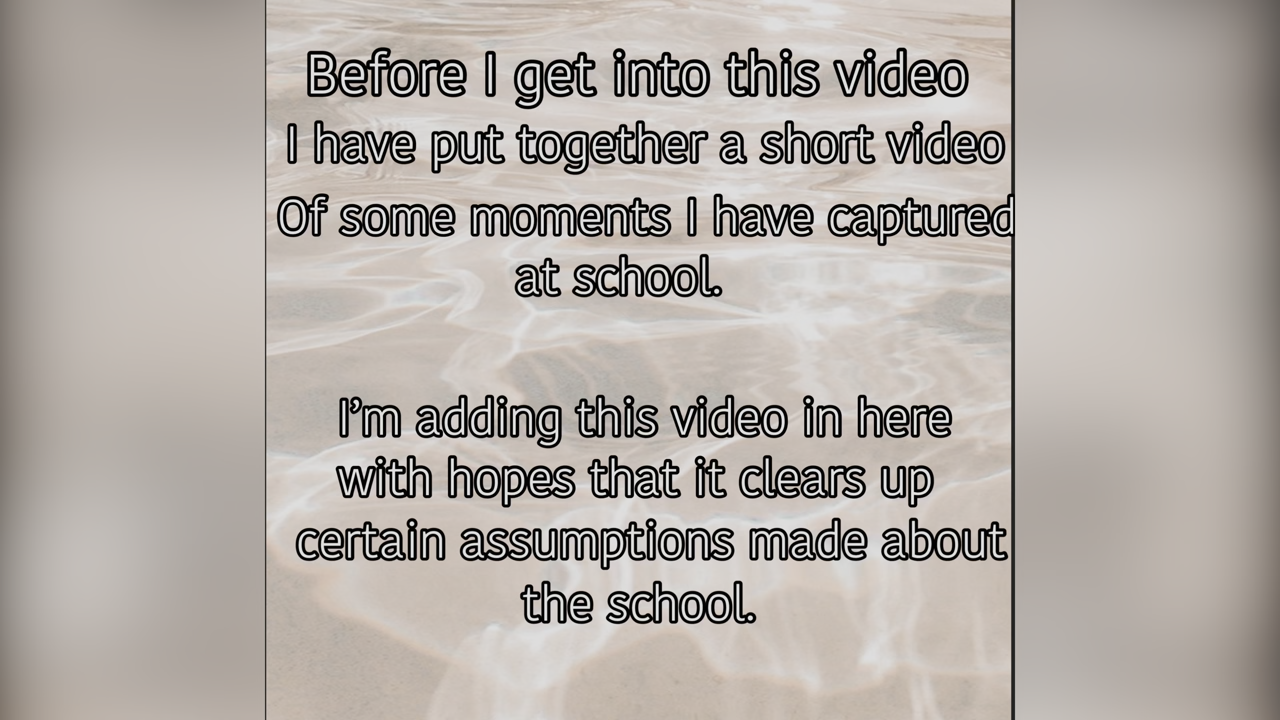 Before I get into this video
I have put together a short video
Of some moments I have captured
at school.
I’m adding this video in here
with hopes that it clears up
certain assumptions made about
the school.